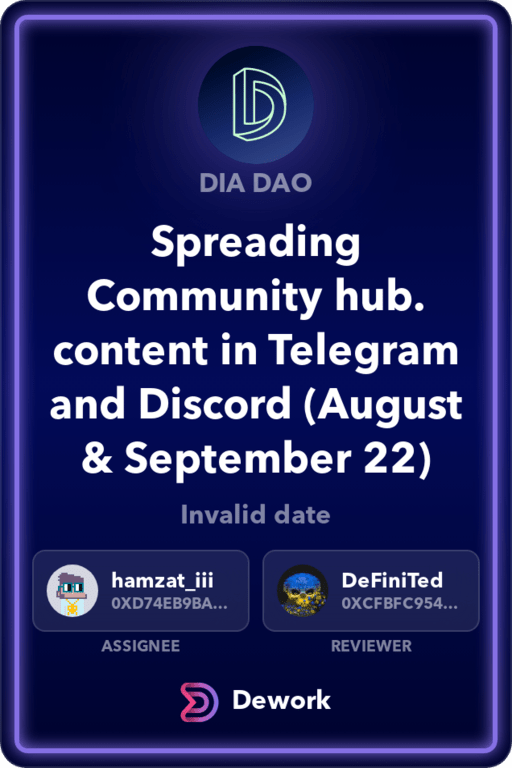 DIA DAO
Spreading
Community hub.
content in Telegram
and Discord (August
& September 22)
Invalid date
hamzat_iii
0XD74EB9BA...
ASSIGNEE
DeFiniTed
0XCFBFC954...
REVIEWER
Dework